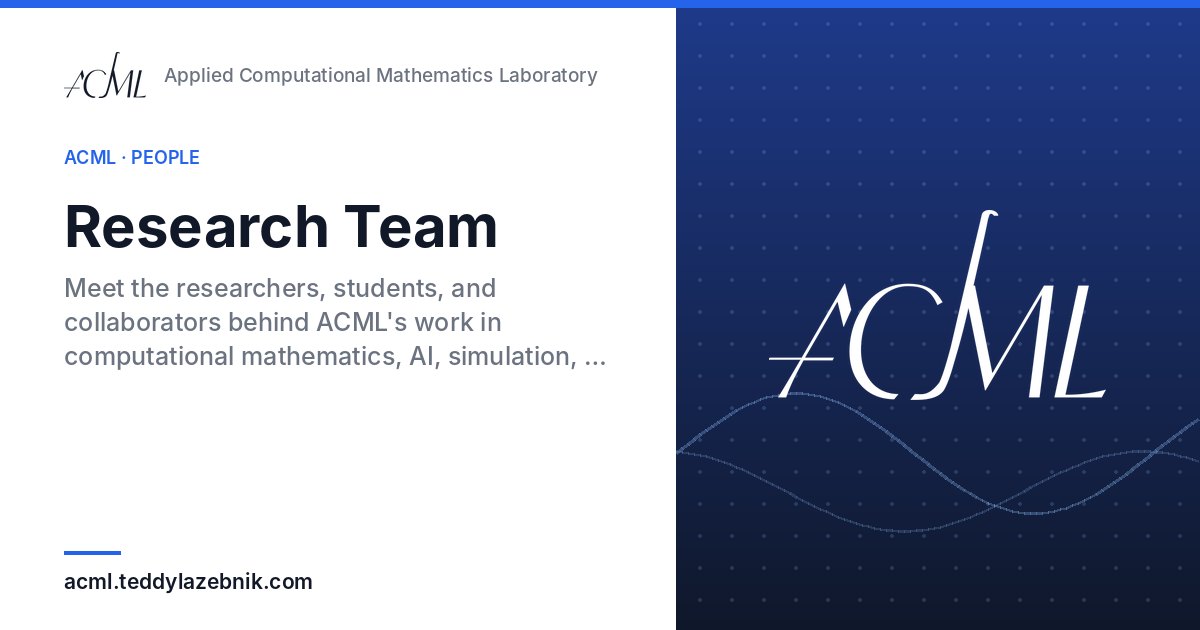 ACML Applied Computational Mathematics Laboratory
ACML · PEOPLE
Research Team
Meet the researchers, students, and
collaborators behind ACML's work in
computational mathematics, AI, simulation, ...
acml.teddylazebnik.com
ACML